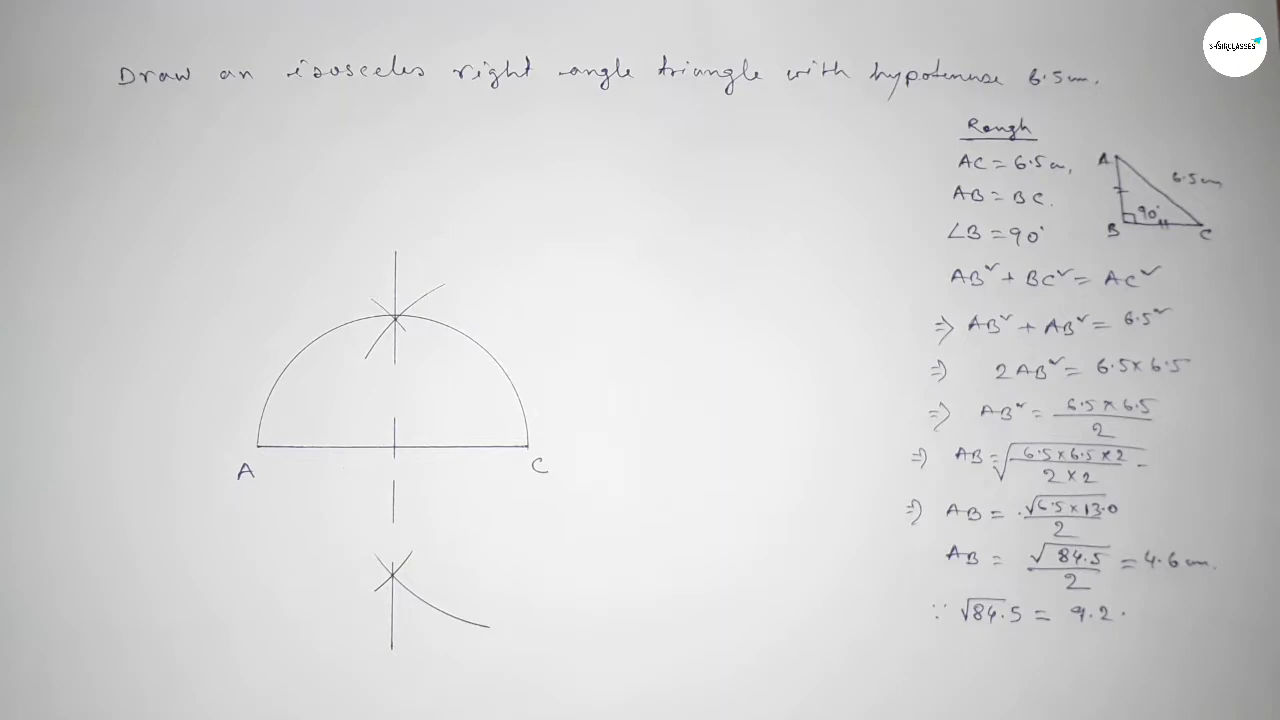 SHSIRCLASSES
Draw an isosceles right angle triangle with hypotenuse 6.5cm.
Rough
AC = 6.5cm,
AB = BC.
∠B = 90°
A
6.5cm
90°
B
C
AB² + BC² = AC²
⇒ AB² + AB² = 6.5²
⇒ 2AB² = 6.5×6.5
⇒ AB² = 6.5×6.5/2
⇒ AB = √(6.5×6.5×2/2×2)
⇒ AB = √6.5×13.0/2
AB = √84.5/2 = 4.6cm.
∵ √84.5 = 9.2.
A
C